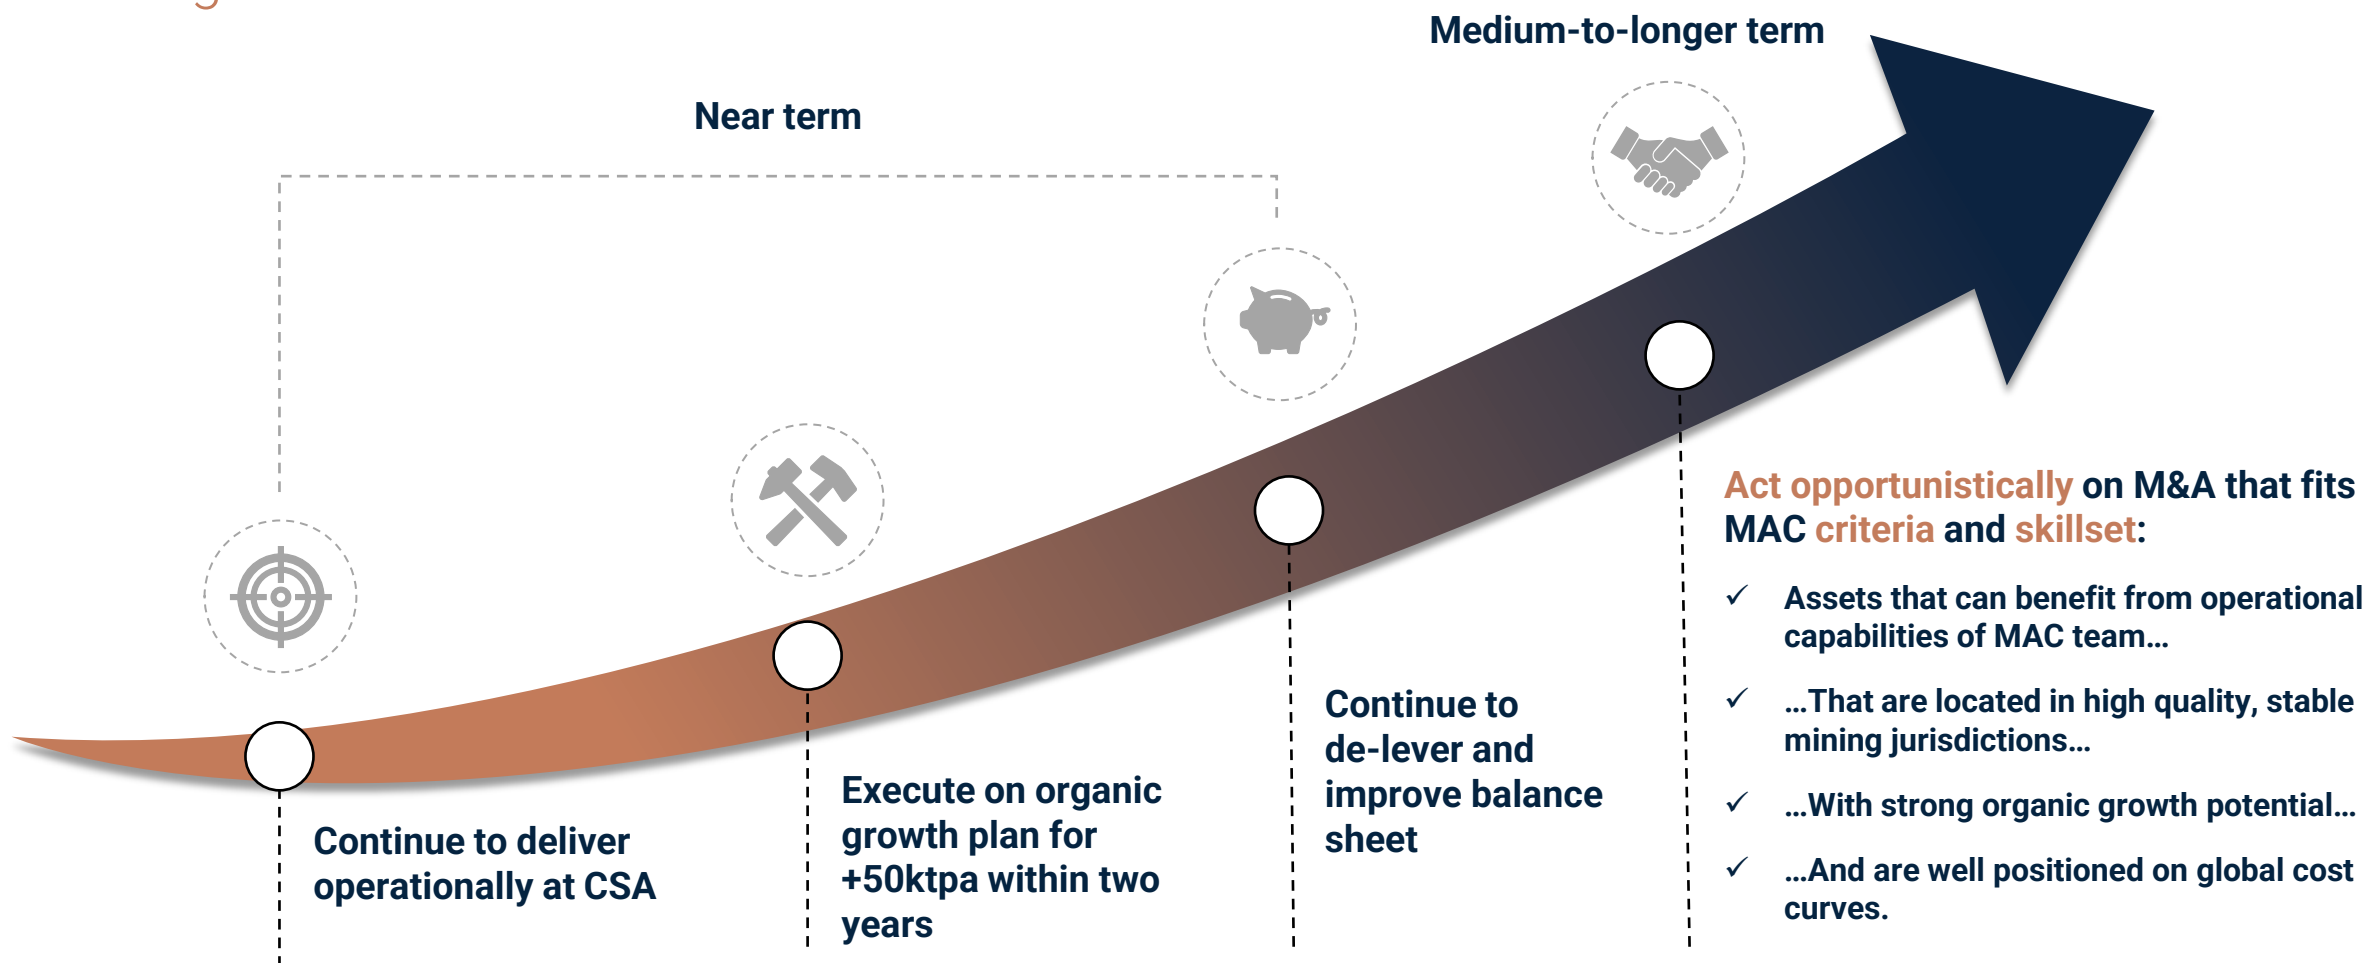 Medium-to-longer term
Near term
Continue to deliver
operationally at CSA
Execute on organic
growth plan for
+50ktpa within two
years
Continue to
de-lever and
improve balance
sheet
Act opportunistically on M&A that fits
MAC criteria and skillset:
✓ Assets that can benefit from operational
capabilities of MAC team…
✓ …That are located in high quality, stable
mining jurisdictions…
✓ …With strong organic growth potential…
✓ …And are well positioned on global cost
curves.